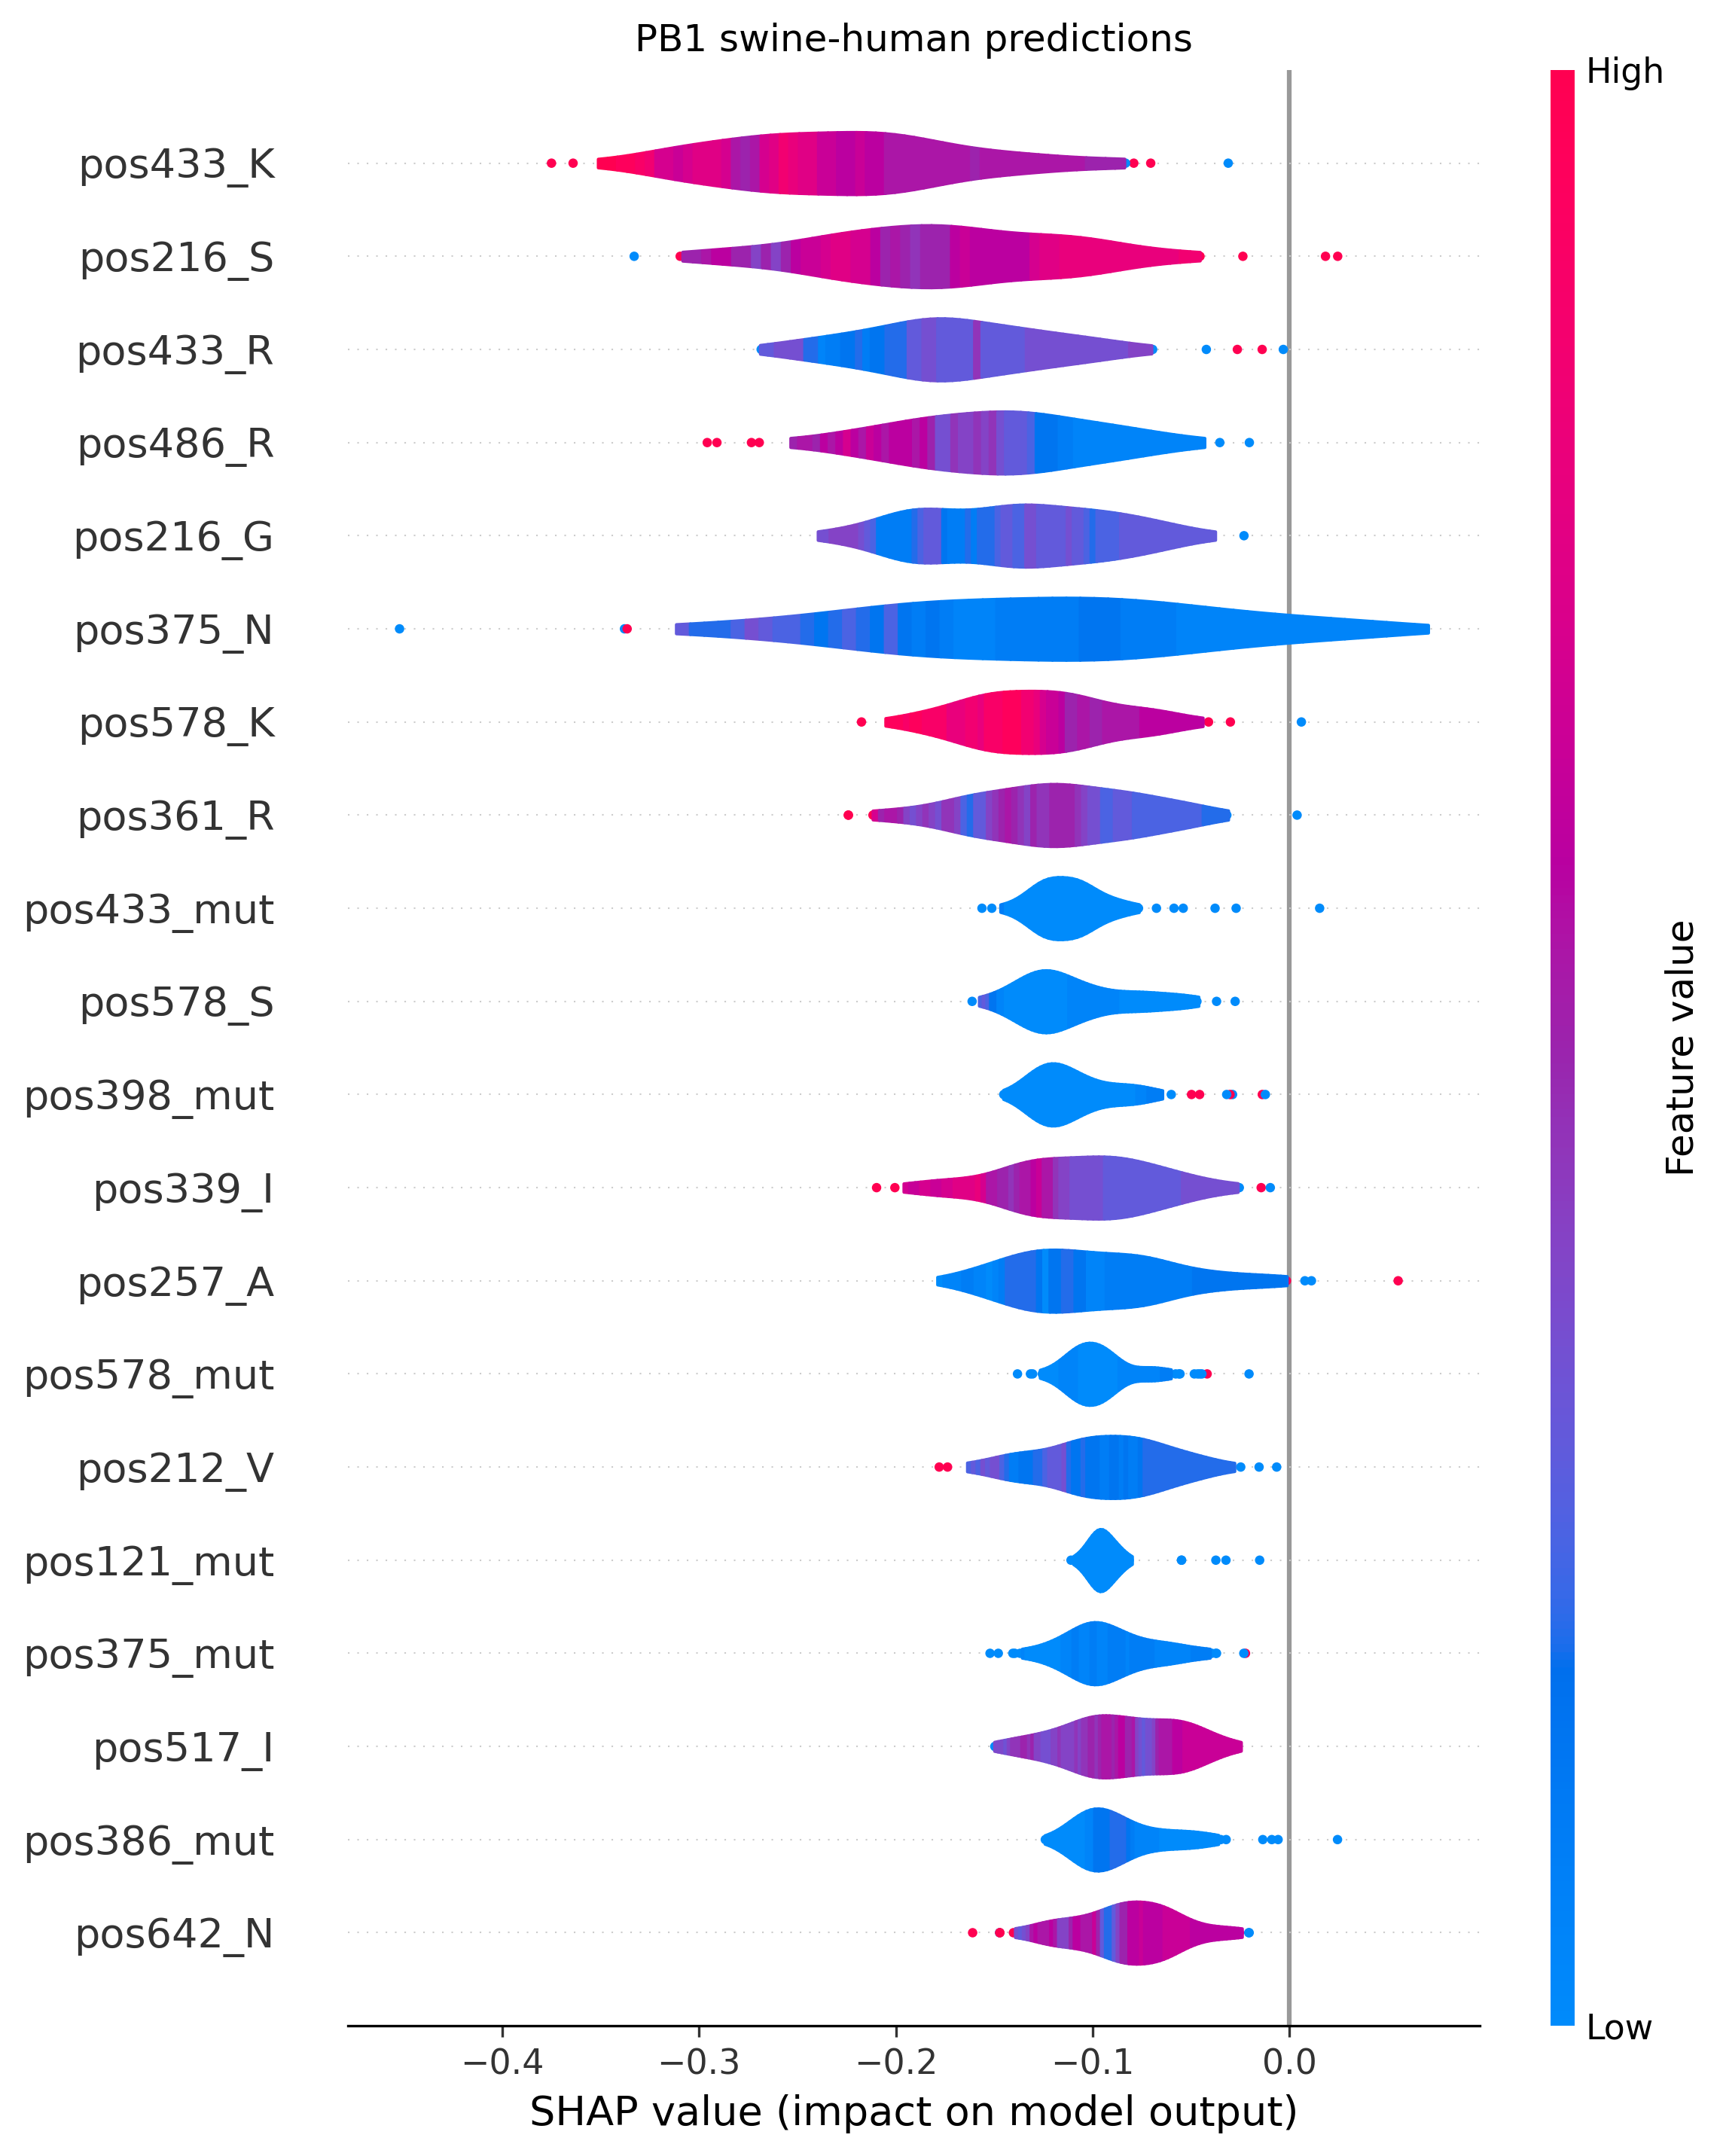 PB1 swine-human predictions
High
pos433_K
pos216_S
pos433_R
pos486_R
pos216_G
pos375_N
pos578_K
pos361_R
pos433_mut
pos578_S
pos398_mut
pos339_I
pos257_A
pos578_mut
pos212_V
pos121_mut
pos375_mut
pos517_I
pos386_mut
pos642_N
Feature value
Low
−0.4 −0.3 −0.2 −0.1 0.0
SHAP value (impact on model output)